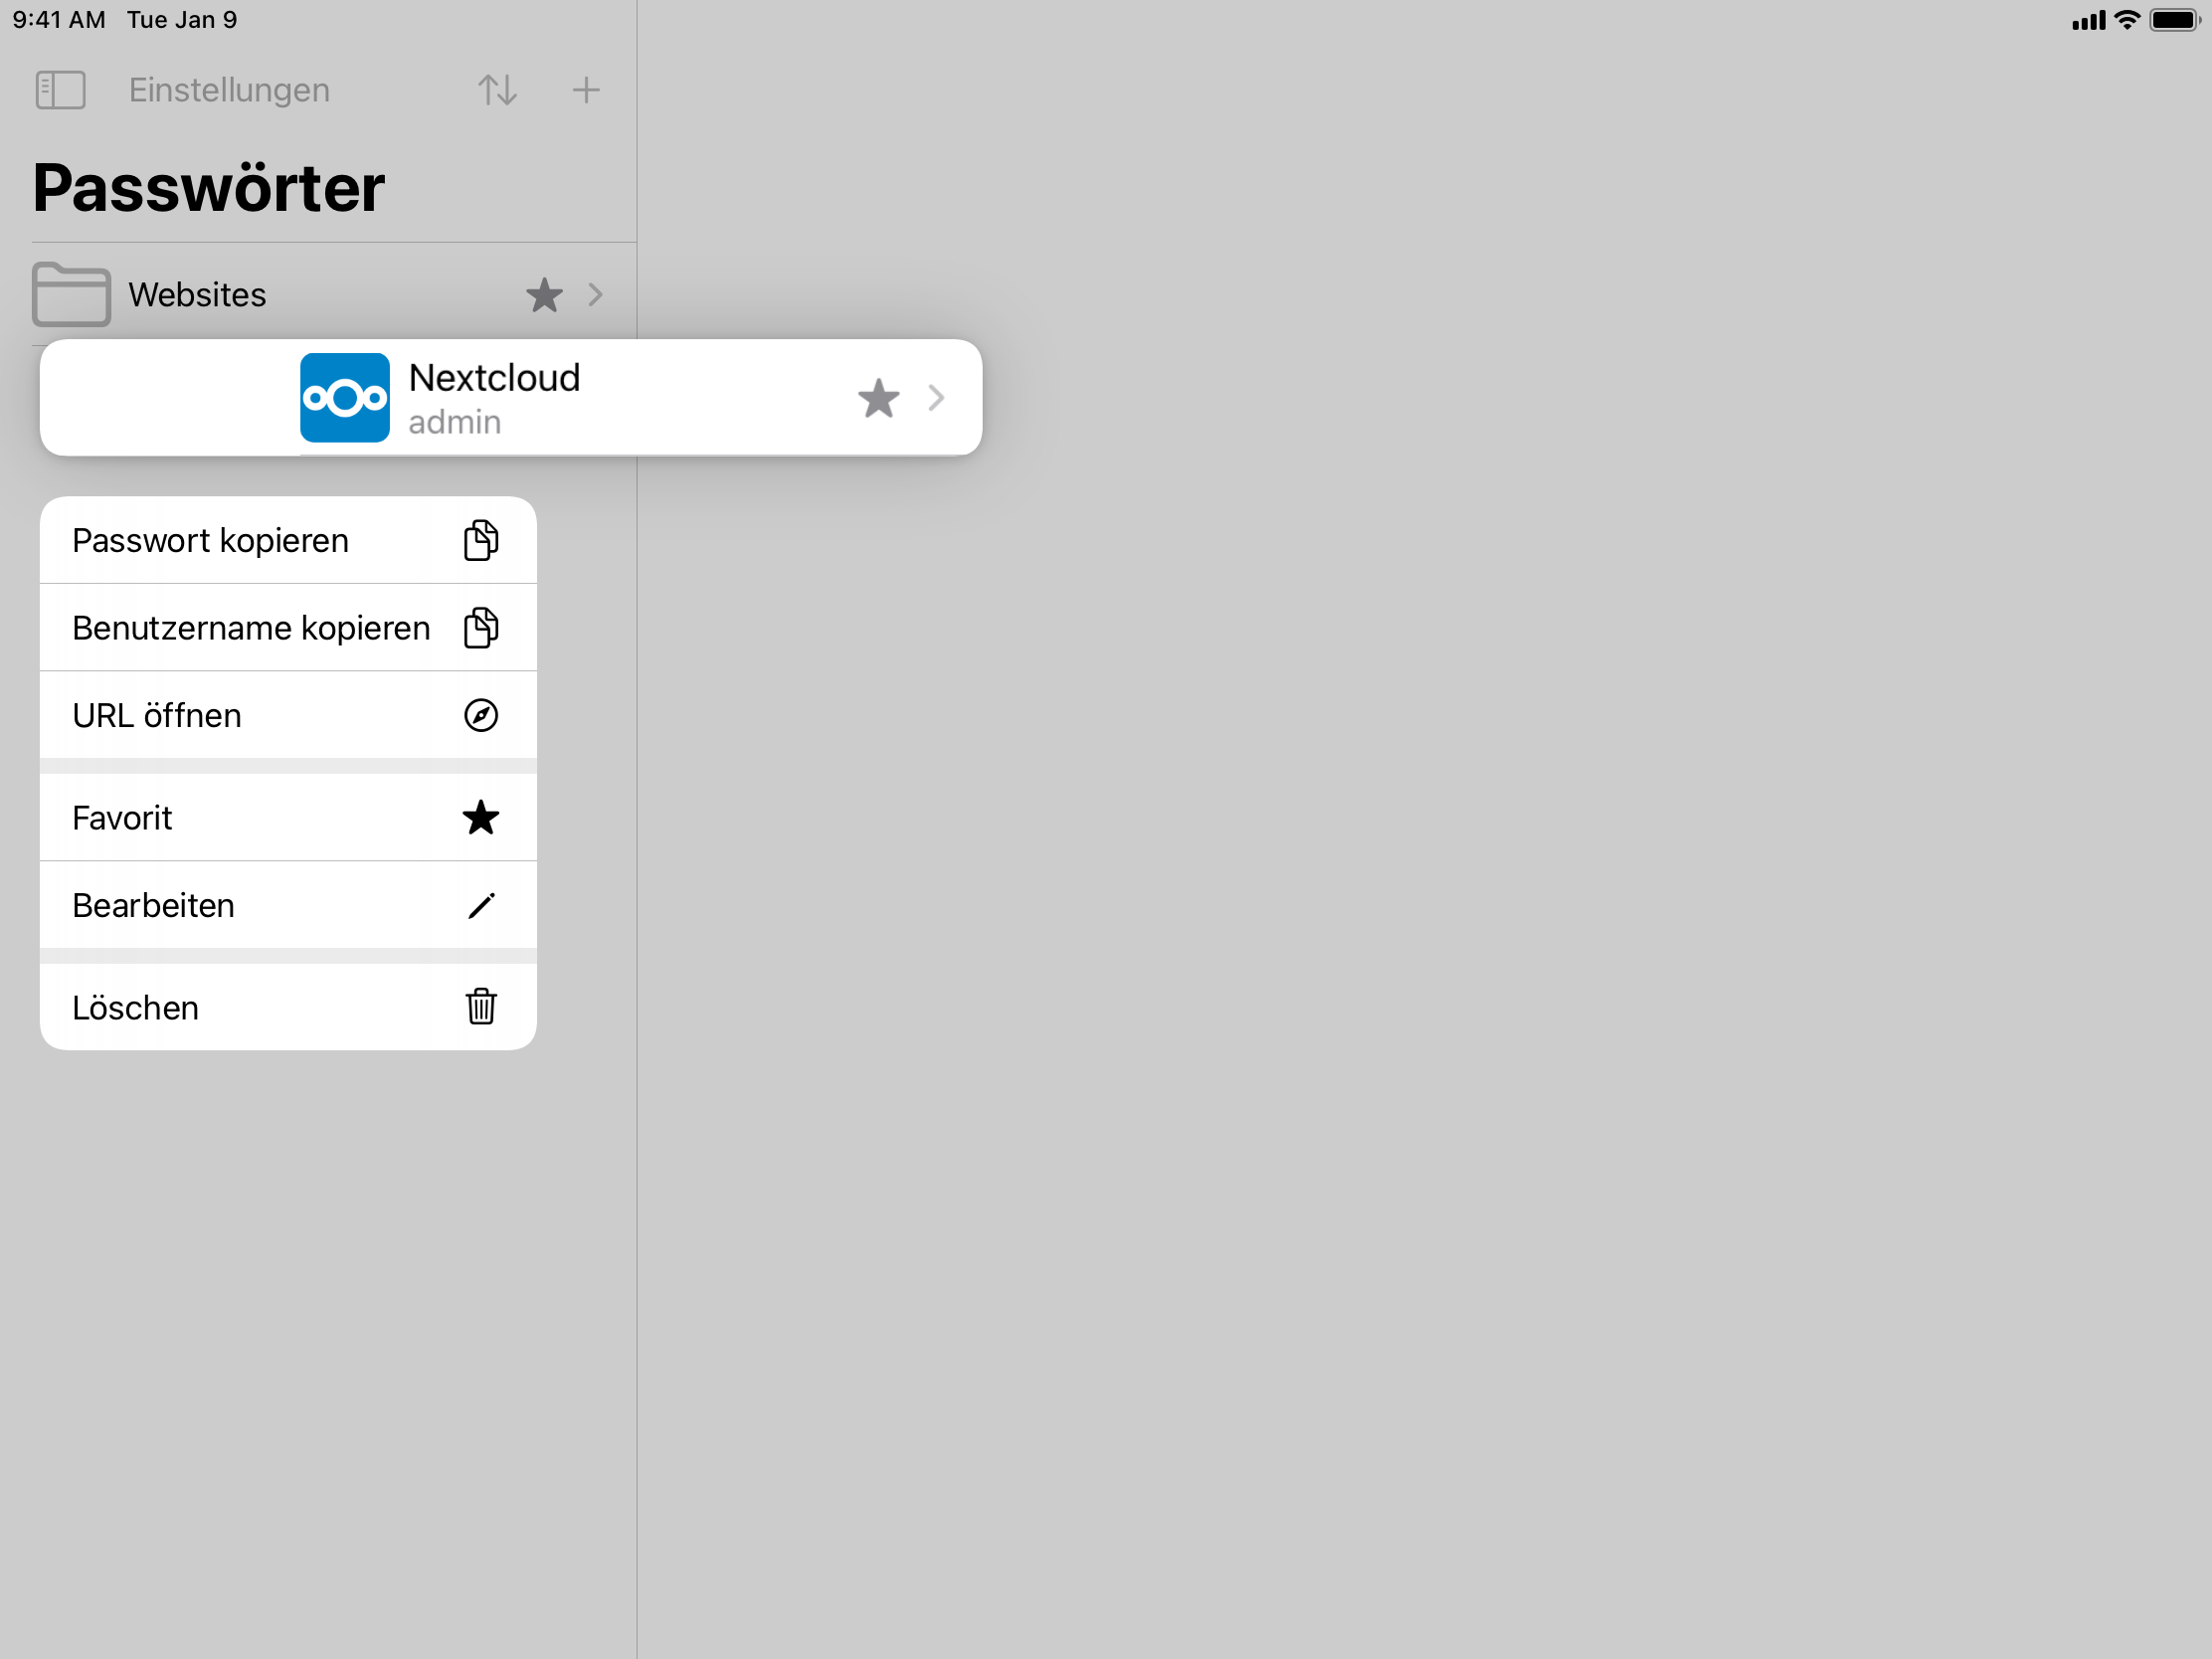 9:41 AM Tue Jan 9
Einstellungen
Passwörter
Websites
Nextcloud
admin
Passwort kopieren
Benutzername kopieren
URL öffnen
Favorit
Bearbeiten
Löschen